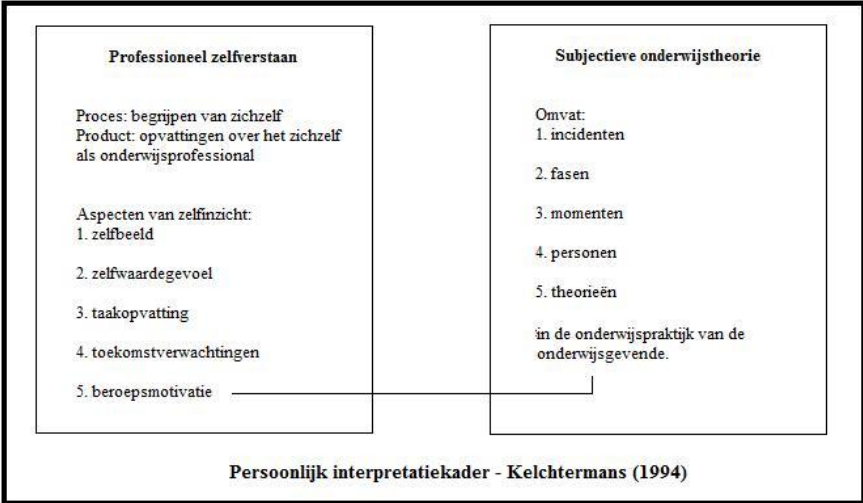 Professioneel zelfverstaan
Proces: begrijpen van zichzelf
Product: opvattingen over het zichzelf
als onderwijsprofessional
Aspecten van zelfinzicht:
1. zelfbeeld
2. zelfwaardegevoel
3. taakopvatting
4. toekomstverwachtingen
5. beroepsmotivatie
Subjectieve onderwijstheorie
Omvat:
1. incidenten
2. fasen
3. momenten
4. personen
5. theorieën
in de onderwijspraktijk van de
onderwijsgevende.
Persoonlijk interpretatiekader - Kelchtermans (1994)